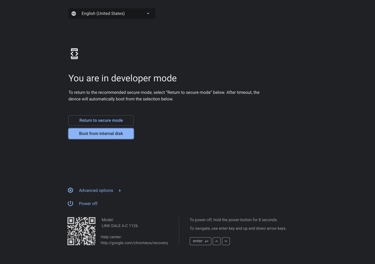 English (United States)
You are in developer mode
To return to the recommended secure mode, select "Return to secure mode" below. After timeout, the
device will automatically boot from the selection below.
Return to secure mode
Boot from internal disk
Advanced options
Power off
Model
LINK DALE A-C 1126
Help center
http://google.com/chromeos/recovery
To power off, hold the power button for 8 seconds.
To navigate, use enter key and up and down arrow keys.
enter